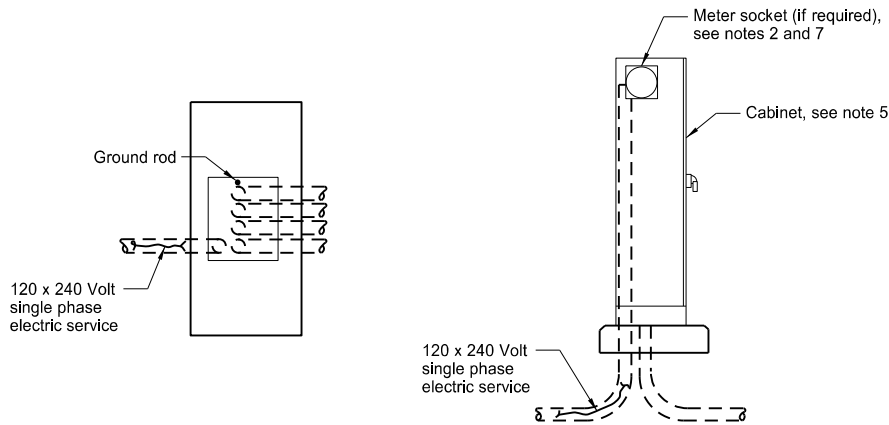 Ground rod
120 x 240 Volt
single phase
electric service
Meter socket (if required),
see notes 2 and 7
Cabinet, see note 5
120 x 240 Volt
single phase
electric service